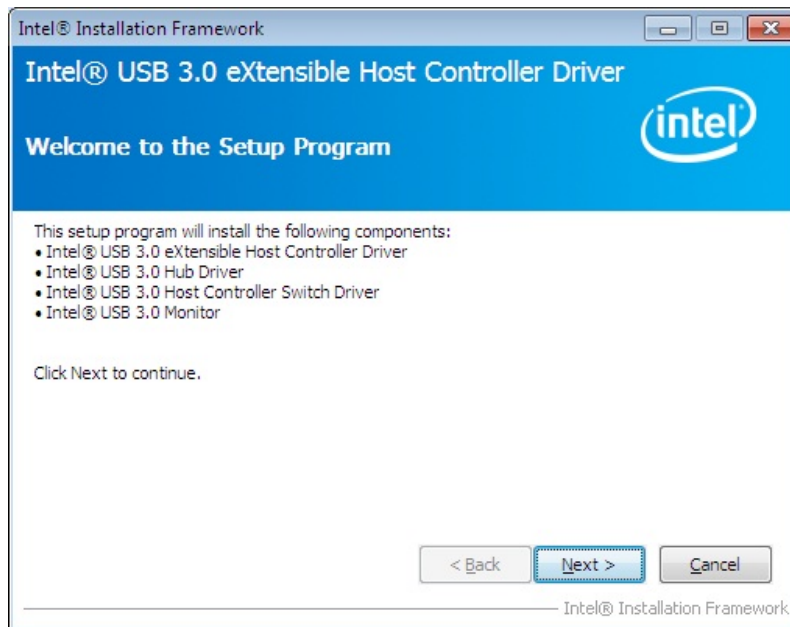 Intel® Installation Framework
Intel® USB 3.0 eXtensible Host Controller Driver
intel
Welcome to the Setup Program
This setup program will install the following components:
• Intel® USB 3.0 eXtensible Host Controller Driver
• Intel® USB 3.0 Hub Driver
• Intel® USB 3.0 Host Controller Switch Driver
• Intel® USB 3.0 Monitor
Click Next to continue.
< Back Next > Cancel
Intel® Installation Framework